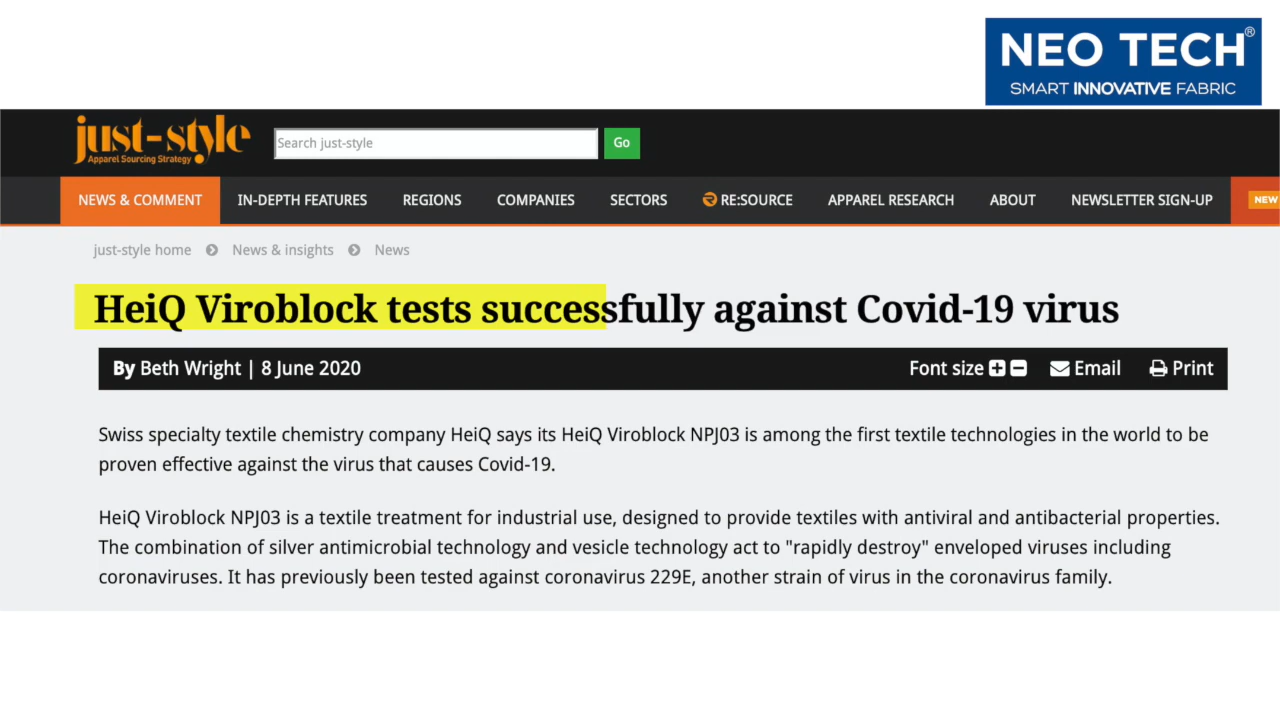 NEO TECH®
SMART INNOVATIVE FABRIC
just-style
Apparel Sourcing Strategy
Search just-style
Go
NEWS & COMMENT IN-DEPTH FEATURES REGIONS COMPANIES SECTORS RE:SOURCE APPAREL RESEARCH ABOUT NEWSLETTER SIGN-UP NEW
just-style home News & insights News
HeiQ Viroblock tests successfully against Covid-19 virus
By Beth Wright | 8 June 2020 Font size Email Print
Swiss specialty textile chemistry company HeiQ says its HeiQ Viroblock NPJ03 is among the first textile technologies in the world to be
proven effective against the virus that causes Covid-19.
HeiQ Viroblock NPJ03 is a textile treatment for industrial use, designed to provide textiles with antiviral and antibacterial properties.
The combination of silver antimicrobial technology and vesicle technology act to "rapidly destroy" enveloped viruses including
coronaviruses. It has previously been tested against coronavirus 229E, another strain of virus in the coronavirus family.